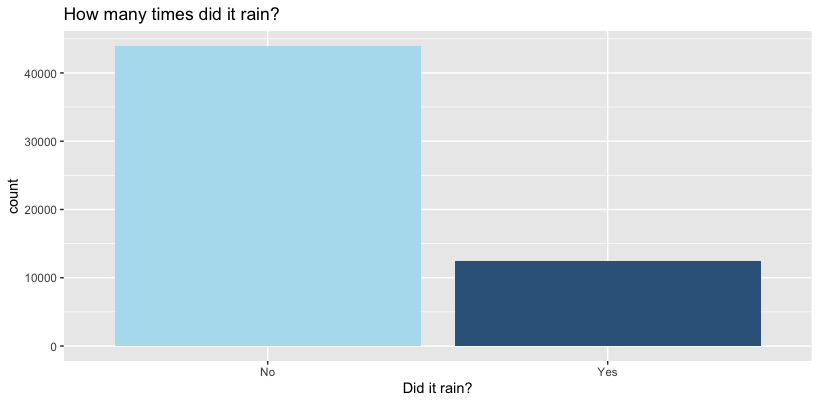 How many times did it rain?
count
40000
30000
20000
10000
0
No
Yes
Did it rain?